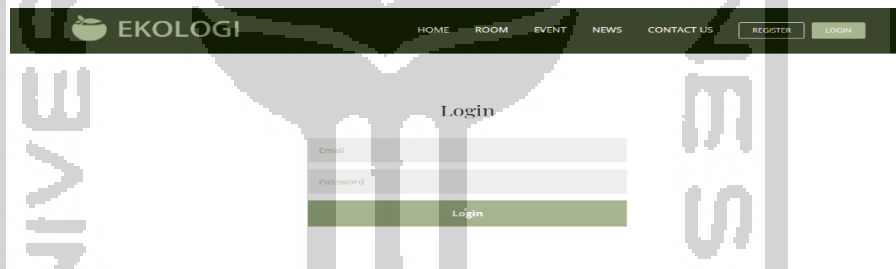 EKOLOGI HOME ROOM EVENT NEWS CONTACT US REGISTER LOGIN
Login
Email
Password
Login